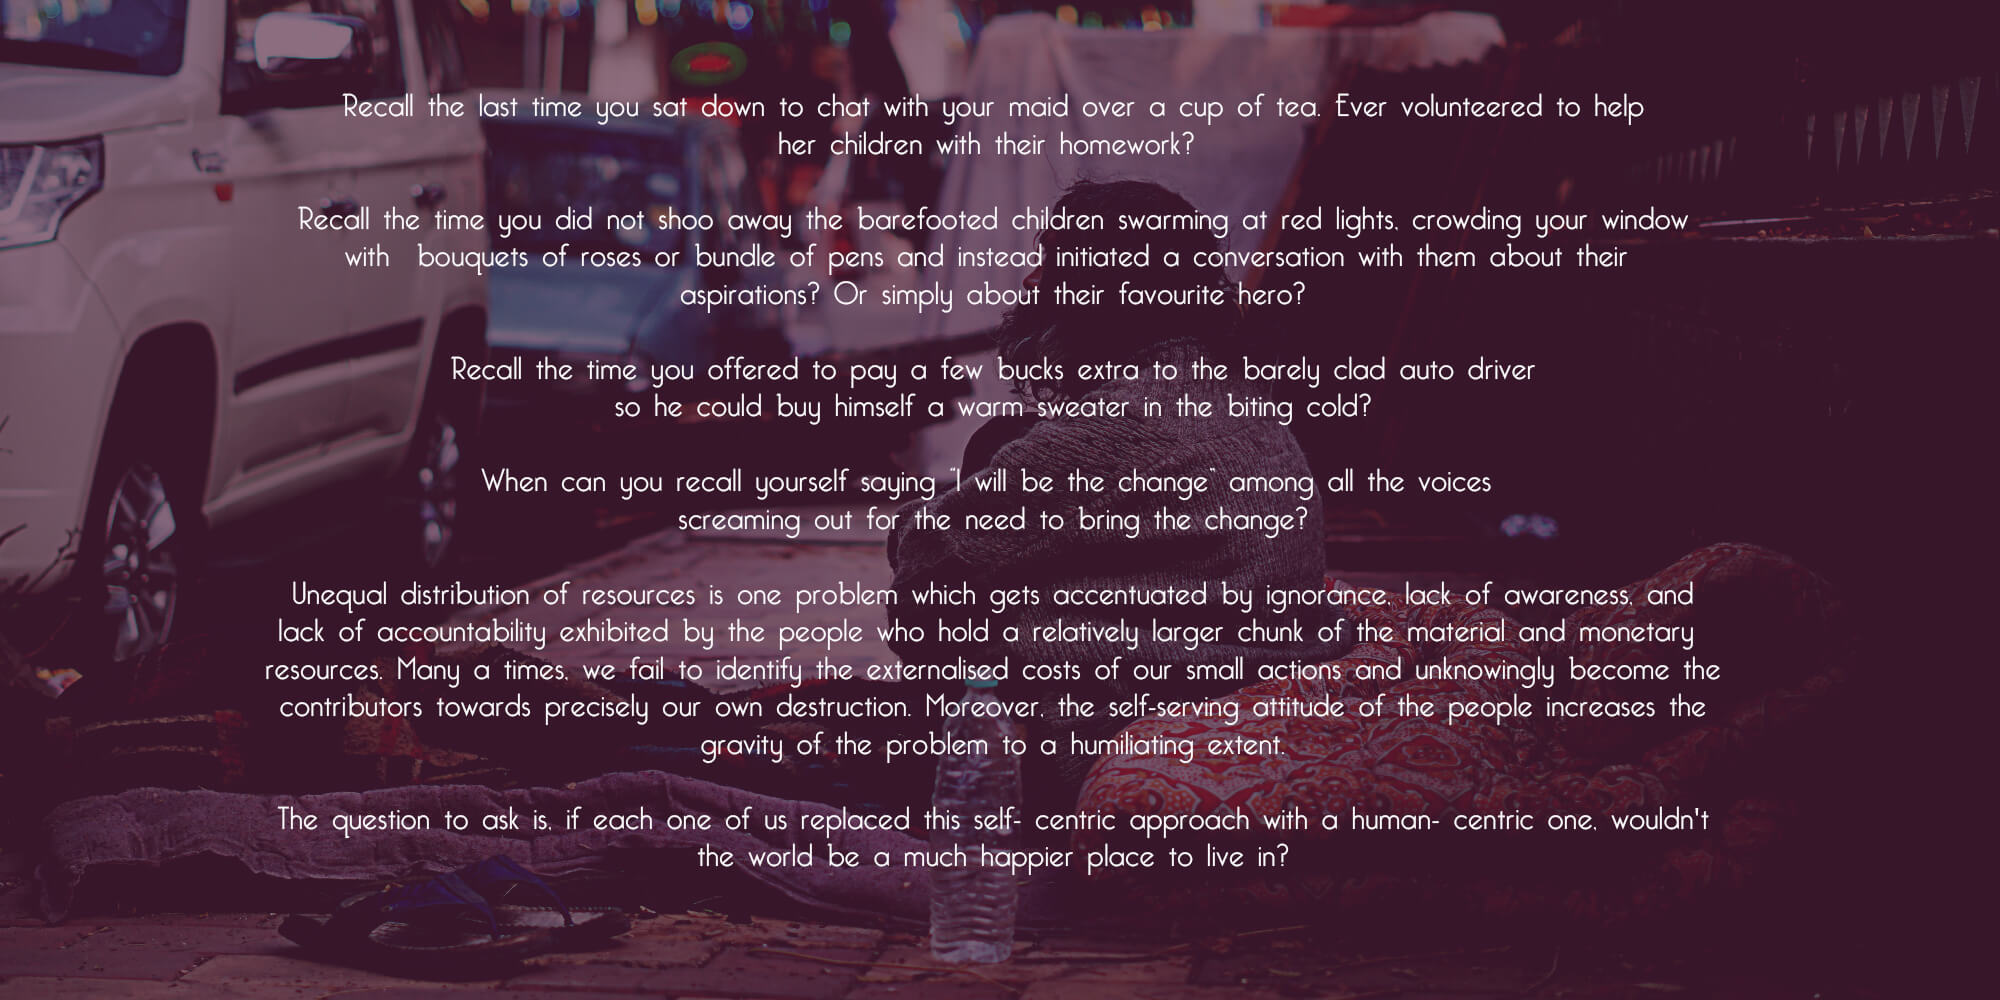 Recall the last time you sat down to chat with your maid over a cup of tea. Ever volunteered to help
her children with their homework?
Recall the time you did not shoo away the barefooted children swarming at red lights, crowding your window
with bouquets of roses or bundle of pens and instead initiated a conversation with them about their
aspirations? Or simply about their favourite hero?
Recall the time you offered to pay a few bucks extra to the barely clad auto driver
so he could buy himself a warm sweater in the biting cold?
When can you recall yourself saying "I will be the change" among all the voices
screaming out for the need to bring the change?
Unequal distribution of resources is one problem which gets accentuated by ignorance, lack of awareness, and
lack of accountability exhibited by the people who hold a relatively larger chunk of the material and monetary
resources. Many a times, we fail to identify the externalised costs of our small actions and unknowingly become the
contributors towards precisely our own destruction. Moreover, the self-serving attitude of the people increases the
gravity of the problem to a humiliating extent.
The question to ask is, if each one of us replaced this self- centric approach with a human- centric one, wouldn't
the world be a much happier place to live in?